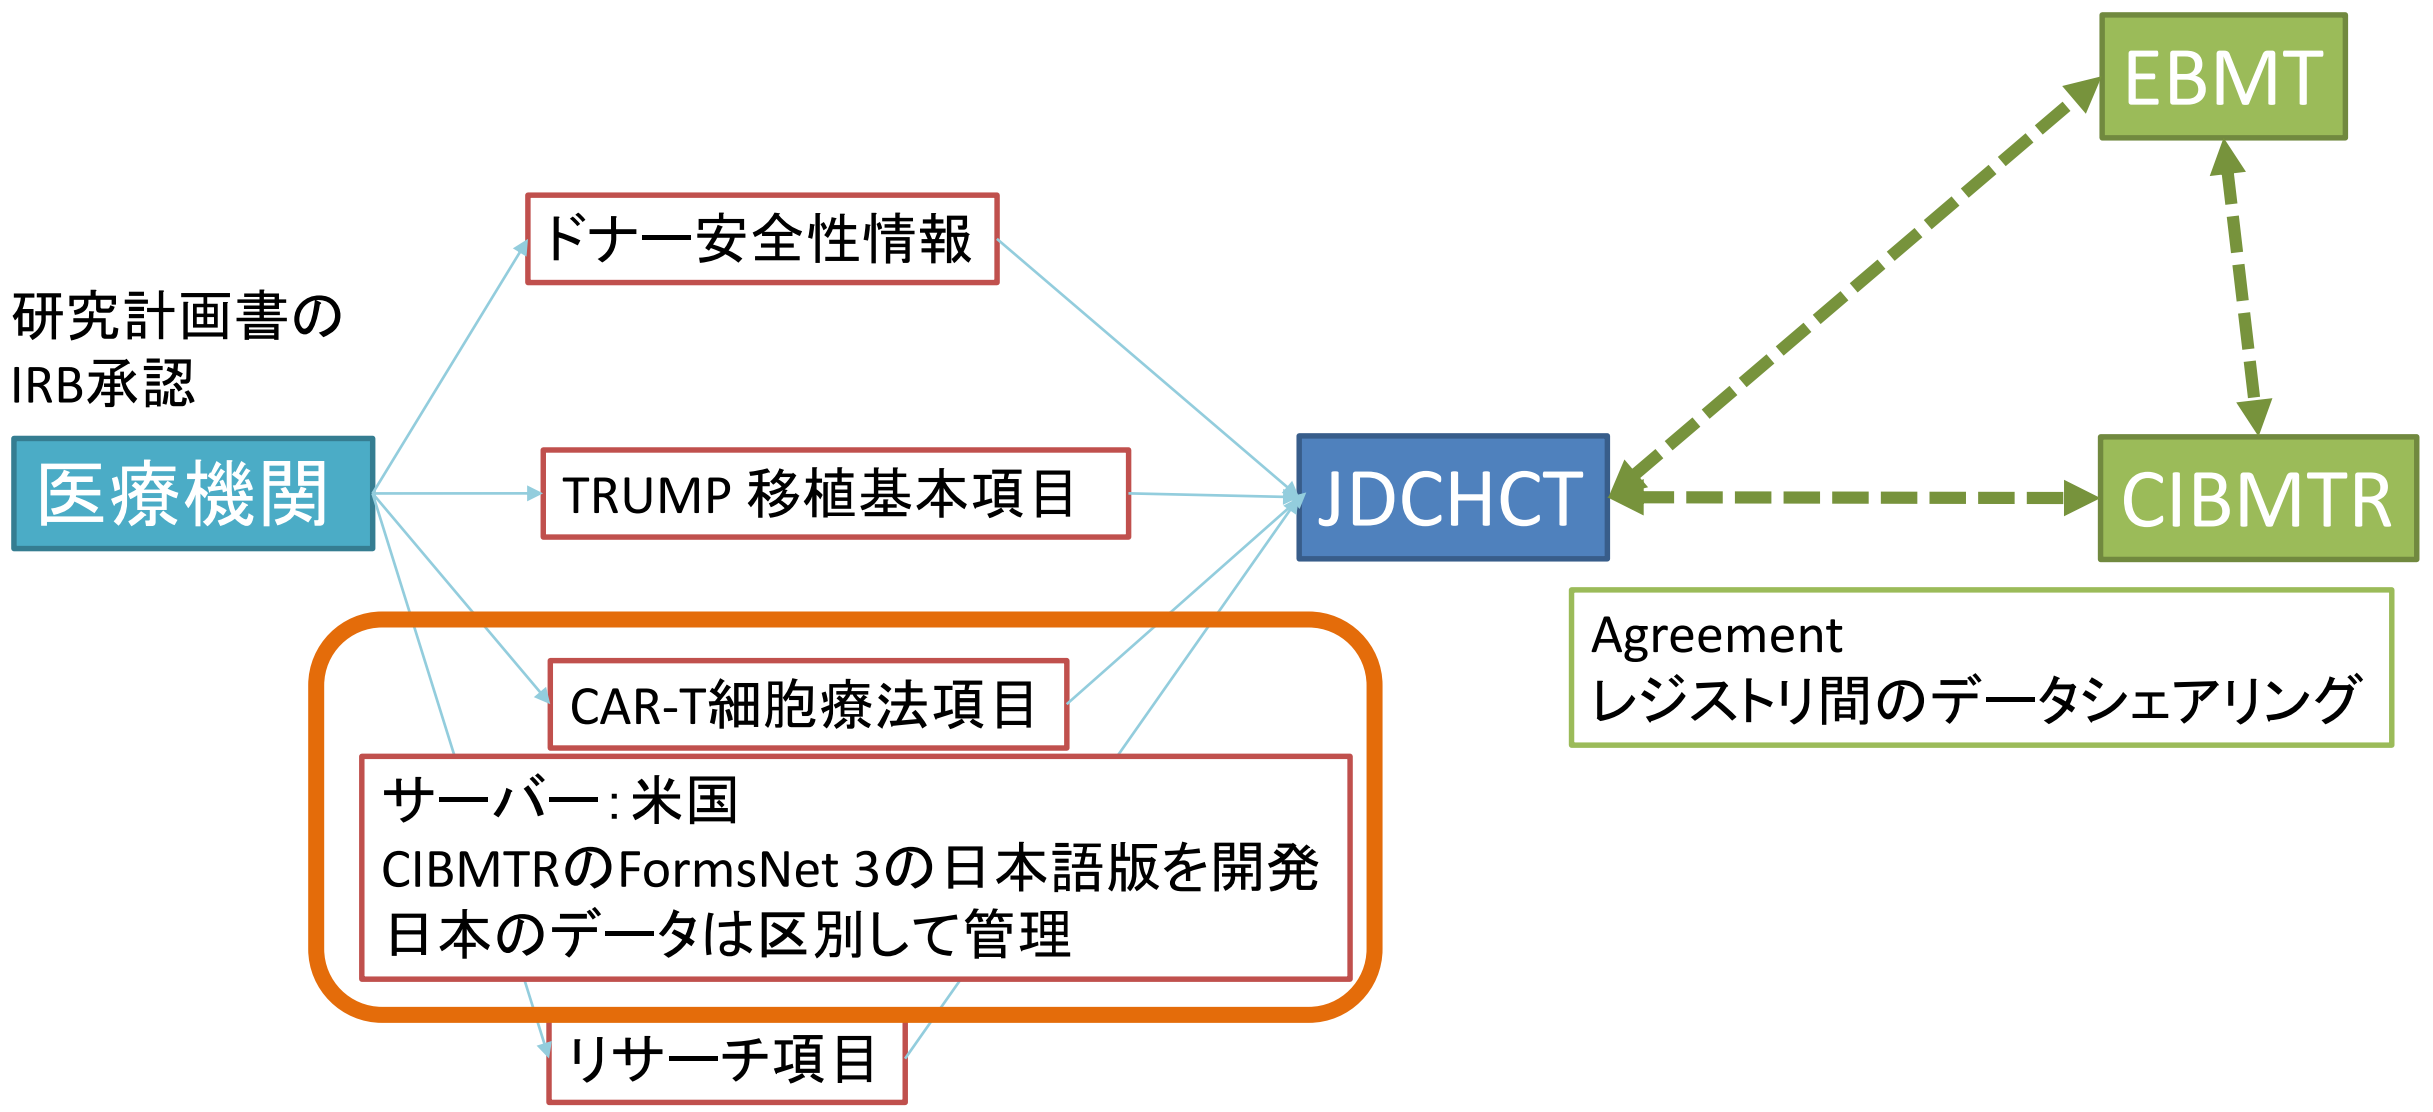 EBMT
ドナー安全性情報
研究計画書の
IRB承認
医療機関
TRUMP 移植基本項目
JDCHCT
CIBMTR
Agreement
レジストリ間のデータシェアリング
CAR-T細胞療法項目
サーバー：米国
CIBMTRのFormsNet 3の日本語版を開発
日本のデータは区別して管理
リサーチ項目